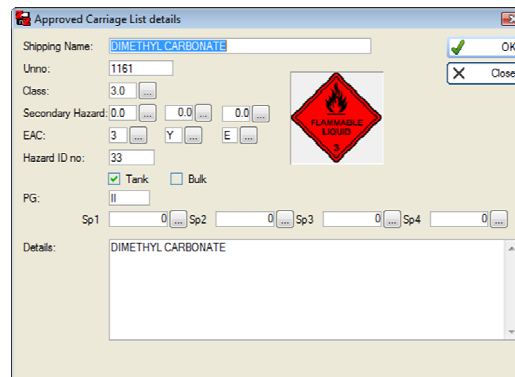 Approved Carriage List details
Shipping Name: DIMETHYL CARBONATE
OK
Unno: 1161
Close
Class: 3.0 ...
Secondary Hazard: 0.0 ... 0.0 ... 0.0 ...
EAC: 3 ... Y ... E ...
FLAMMABLE
LIQUID
3
Hazard ID no: 33
Tank Bulk
PG: II
Sp1 0 ... Sp2 0 ... Sp3 0 ... Sp4 0 ...
Details: DIMETHYL CARBONATE